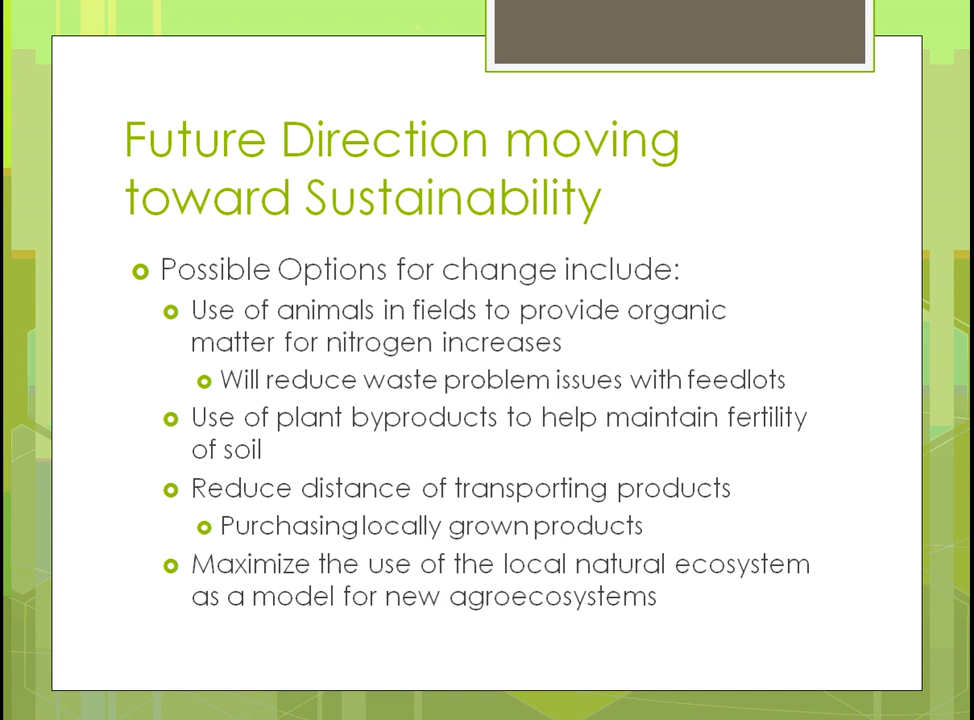 Future Direction moving
toward Sustainability
Possible Options for change include:
Use of animals in fields to provide organic
matter for nitrogen increases
Will reduce waste problem issues with feedlots
Use of plant byproducts to help maintain fertility
of soil
Reduce distance of transporting products
Purchasing locally grown products
Maximize the use of the local natural ecosystem
as a model for new agroecosystems